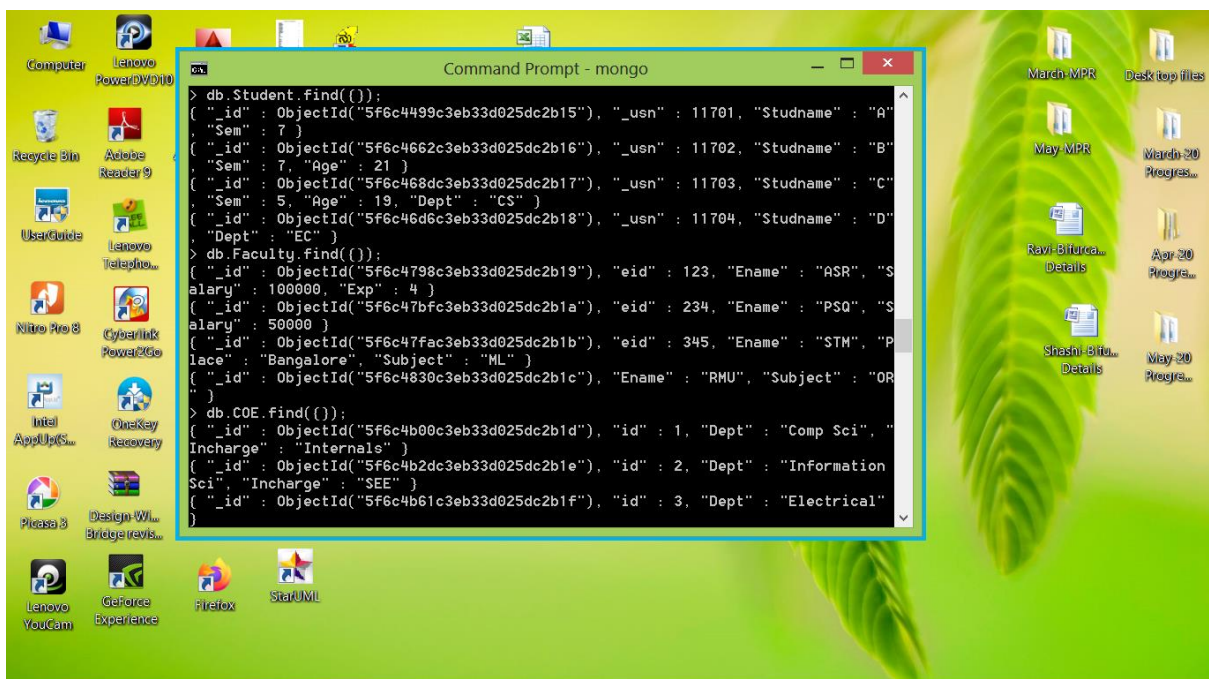 Computer
Lenovo
PowerDVD10
Recycle Bin
Adobe
Reader 9
UserGuide
Lenovo
Telepho...
Nitro Pro 8
Cyberlink
Power2Go
Intel
AppUp(S...
OneKey
Recovery
Picasa 3
Design-Wi...
Bridge revis...
Lenovo
YouCam
GeForce
Experience
Firefox
StarUML
Command Prompt - mongo
> db.Student.find({});
{ "_id" : ObjectId("5f6c4499c3eb33d025dc2b15"), "_usn" : 11701, "Studname" : "A"
, "Sem" : 7 }
{ "_id" : ObjectId("5f6c4662c3eb33d025dc2b16"), "_usn" : 11702, "Studname" : "B"
, "Sem" : 7, "Age" : 21 }
{ "_id" : ObjectId("5f6c468dc3eb33d025dc2b17"), "_usn" : 11703, "Studname" : "C"
, "Sem" : 5, "Age" : 19, "Dept" : "CS" }
{ "_id" : ObjectId("5f6c46d6c3eb33d025dc2b18"), "_usn" : 11704, "Studname" : "D"
, "Dept" : "EC" }
> db.Faculty.find({});
{ "_id" : ObjectId("5f6c4798c3eb33d025dc2b19"), "eid" : 123, "Ename" : "ASR", "S
alary" : 100000, "Exp" : 4 }
{ "_id" : ObjectId("5f6c47bfc3eb33d025dc2b1a"), "eid" : 234, "Ename" : "PSQ", "S
alary" : 50000 }
{ "_id" : ObjectId("5f6c47fac3eb33d025dc2b1b"), "eid" : 345, "Ename" : "STM", "P
lace" : "Bangalore", "Subject" : "ML" }
{ "_id" : ObjectId("5f6c4830c3eb33d025dc2b1c"), "Ename" : "RMU", "Subject" : "OR
" }
> db.COE.find({});
{ "_id" : ObjectId("5f6c4b00c3eb33d025dc2b1d"), "id" : 1, "Dept" : "Comp Sci", "
Incharge" : "Internals" }
{ "_id" : ObjectId("5f6c4b2dc3eb33d025dc2b1e"), "id" : 2, "Dept" : "Information
Sci", "Incharge" : "SEE" }
{ "_id" : ObjectId("5f6c4b61c3eb33d025dc2b1f"), "id" : 3, "Dept" : "Electrical"
}
March-MPR
Desk top files
May-MPR
March-20
Progres...
Ravi-Bifurca...
Details
Apr-20
Progre...
Shashi-Bifu...
Details
May-20
Progre...